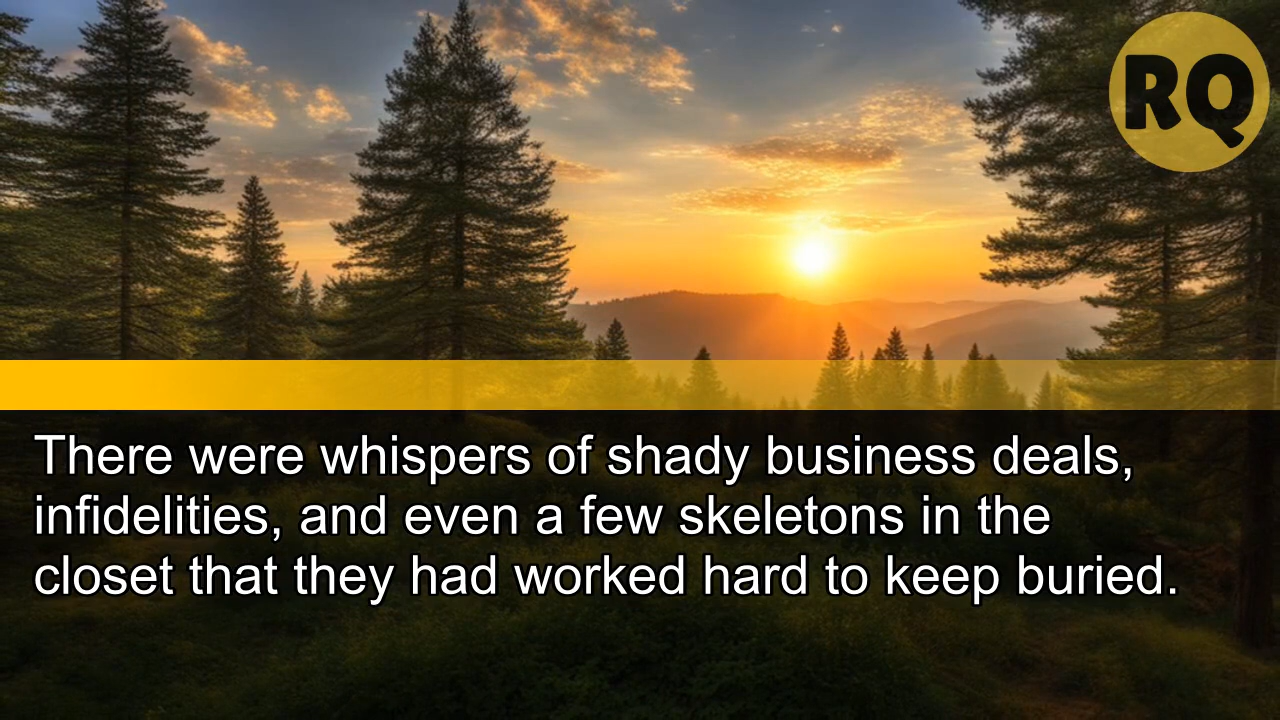 RQ
There were whispers of shady business deals,
infidelities, and even a few skeletons in the
closet that they had worked hard to keep buried.